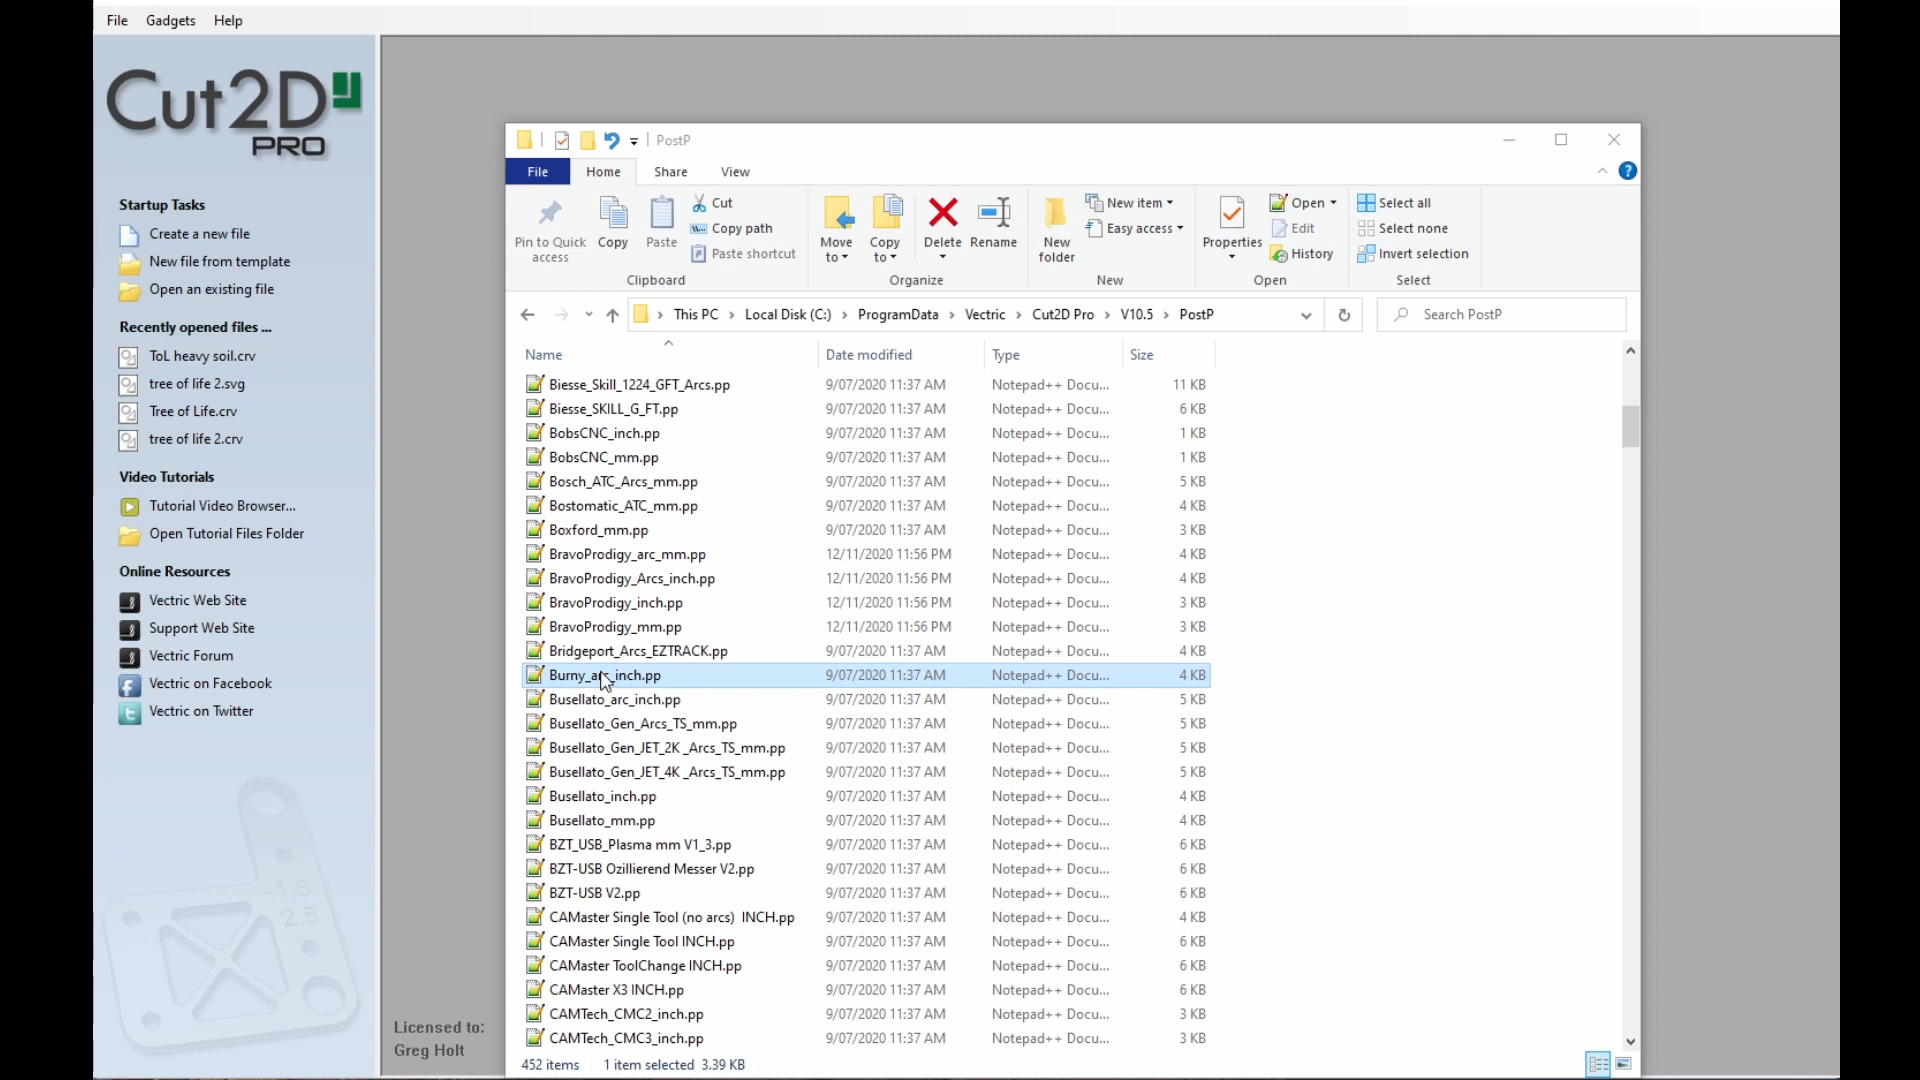 File Gadgets Help
Cut2D
PRO
Startup Tasks
Create a new file
New file from template
Open an existing file
Recently opened files ...
ToL heavy soil.crv
tree of life 2.svg
Tree of Life.crv
tree of life 2.crv
Video Tutorials
Tutorial Video Browser...
Open Tutorial Files Folder
Online Resources
Vectric Web Site
Support Web Site
Vectric Forum
Vectric on Facebook
Vectric on Twitter
-1.5
2.5
Licensed to:
Greg Holt
PostP
File Home Share View
Pin to Quick access
Copy
Paste
Cut
Copy path
Paste shortcut
Clipboard
Move to
Copy to
Delete
Rename
Organize
New folder
New item
Easy access
New
Properties
Open
Edit
History
Open
Select all
Select none
Invert selection
Select
This PC › Local Disk (C:) › ProgramData › Vectric › Cut2D Pro › V10.5 › PostP
Search PostP
Name Date modified Type Size
Biesse_Skill_1224_GFT_Arcs.pp 9/07/2020 11:37 AM Notepad++ Docu... 11 KB
Biesse_SKILL_G_FT.pp 9/07/2020 11:37 AM Notepad++ Docu... 6 KB
BobsCNC_inch.pp 9/07/2020 11:37 AM Notepad++ Docu... 1 KB
BobsCNC_mm.pp 9/07/2020 11:37 AM Notepad++ Docu... 1 KB
Bosch_ATC_Arcs_mm.pp 9/07/2020 11:37 AM Notepad++ Docu... 5 KB
Bostomatic_ATC_mm.pp 9/07/2020 11:37 AM Notepad++ Docu... 4 KB
Boxford_mm.pp 9/07/2020 11:37 AM Notepad++ Docu... 3 KB
BravoProdigy_arc_mm.pp 12/11/2020 11:56 PM Notepad++ Docu... 4 KB
BravoProdigy_Arcs_inch.pp 12/11/2020 11:56 PM Notepad++ Docu... 4 KB
BravoProdigy_inch.pp 12/11/2020 11:56 PM Notepad++ Docu... 3 KB
BravoProdigy_mm.pp 12/11/2020 11:56 PM Notepad++ Docu... 3 KB
Bridgeport_Arcs_EZTRACK.pp 9/07/2020 11:37 AM Notepad++ Docu... 4 KB
Burny_arc_inch.pp 9/07/2020 11:37 AM Notepad++ Docu... 4 KB
Busellato_arc_inch.pp 9/07/2020 11:37 AM Notepad++ Docu... 5 KB
Busellato_Gen_Arcs_TS_mm.pp 9/07/2020 11:37 AM Notepad++ Docu... 5 KB
Busellato_Gen_JET_2K_Arcs_TS_mm.pp 9/07/2020 11:37 AM Notepad++ Docu... 5 KB
Busellato_Gen_JET_4K_Arcs_TS_mm.pp 9/07/2020 11:37 AM Notepad++ Docu... 5 KB
Busellato_inch.pp 9/07/2020 11:37 AM Notepad++ Docu... 4 KB
Busellato_mm.pp 9/07/2020 11:37 AM Notepad++ Docu... 4 KB
BZT_USB_Plasma mm V1_3.pp 9/07/2020 11:37 AM Notepad++ Docu... 6 KB
BZT-USB Ozillierend Messer V2.pp 9/07/2020 11:37 AM Notepad++ Docu... 6 KB
BZT-USB V2.pp 9/07/2020 11:37 AM Notepad++ Docu... 6 KB
CAMaster Single Tool (no arcs) INCH.pp 9/07/2020 11:37 AM Notepad++ Docu... 4 KB
CAMaster Single Tool INCH.pp 9/07/2020 11:37 AM Notepad++ Docu... 6 KB
CAMaster ToolChange INCH.pp 9/07/2020 11:37 AM Notepad++ Docu... 6 KB
CAMaster X3 INCH.pp 9/07/2020 11:37 AM Notepad++ Docu... 6 KB
CAMTech_CMC2_inch.pp 9/07/2020 11:37 AM Notepad++ Docu... 3 KB
CAMTech_CMC3_inch.pp 9/07/2020 11:37 AM Notepad++ Docu... 3 KB
452 items 1 item selected 3.39 KB